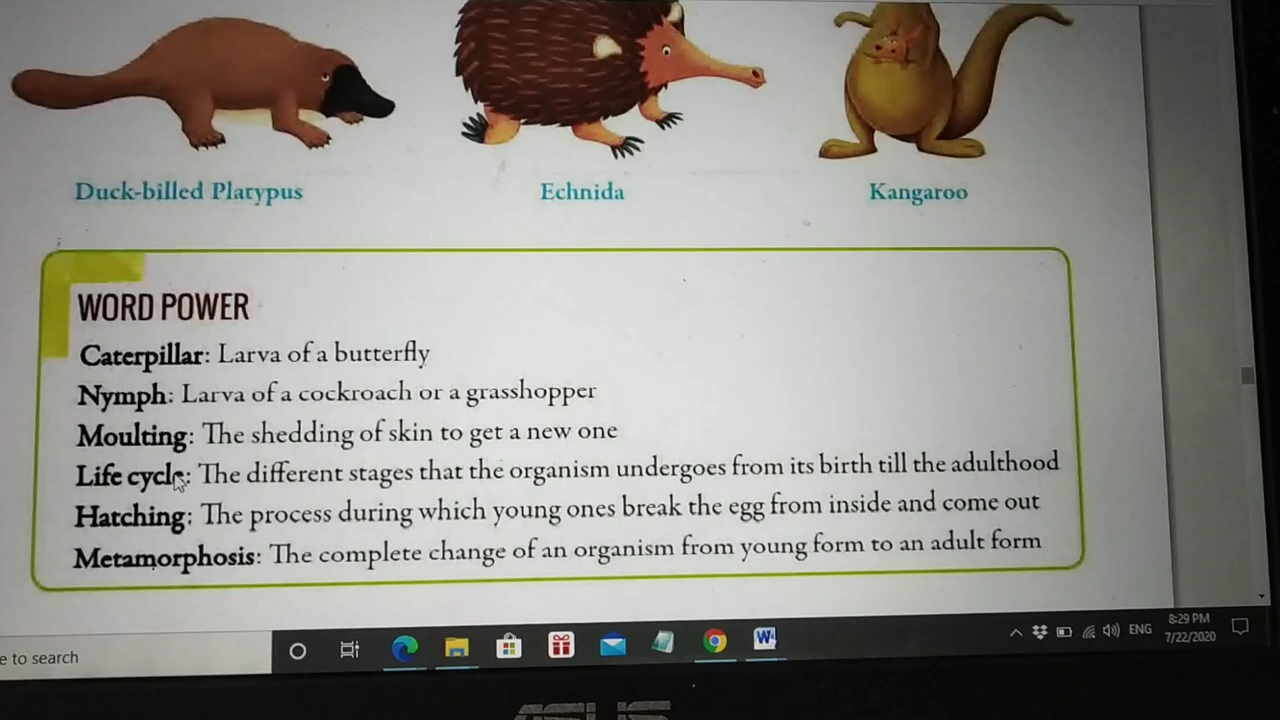 Duck-billed Platypus Echnida Kangaroo
WORD POWER
Caterpillar: Larva of a butterfly
Nymph: Larva of a cockroach or a grasshopper
Moulting: The shedding of skin to get a new one
Life cycle: The different stages that the organism undergoes from its birth till the adulthood
Hatching: The process during which young ones break the egg from inside and come out
Metamorphosis: The complete change of an organism from young form to an adult form
e to search
ENG
8:29 PM
7/22/2020
ASUS